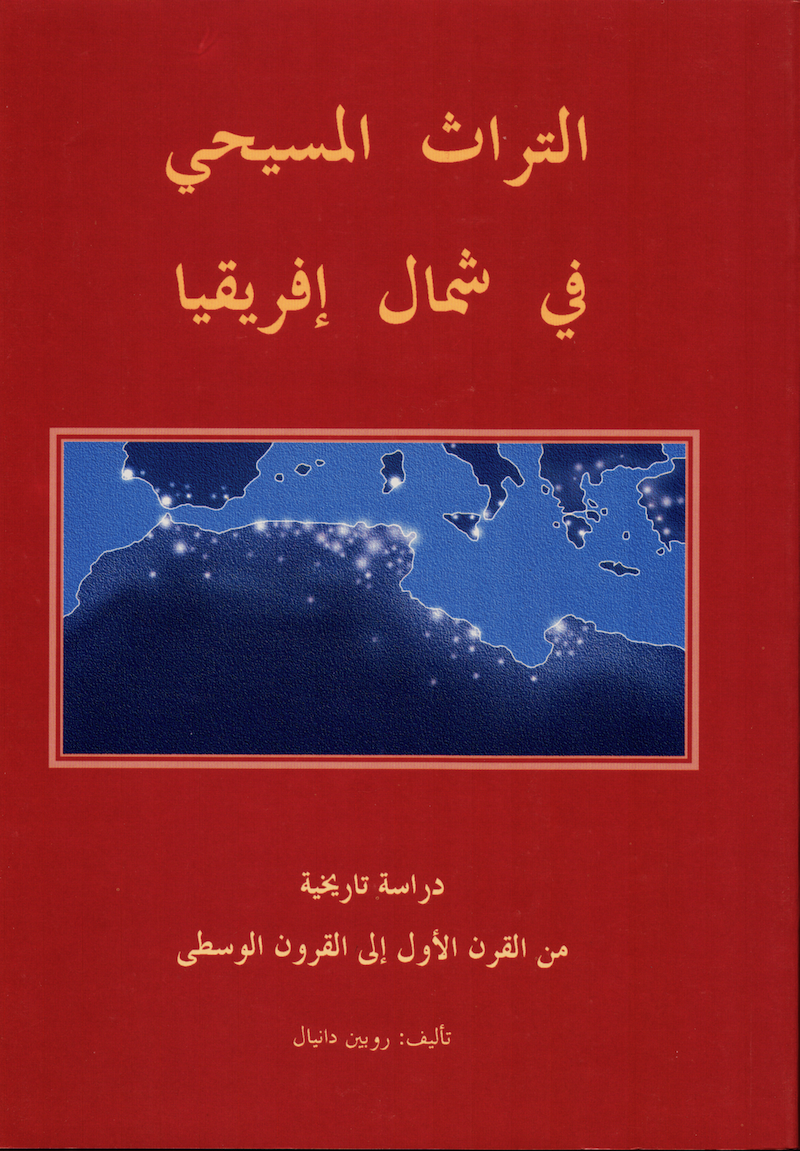 التراث المسيحي
في شمال إفريقيا
دراسة تاريخية
من القرن الأول إلى القرون الوسطى
تأليف: روبين دانيال